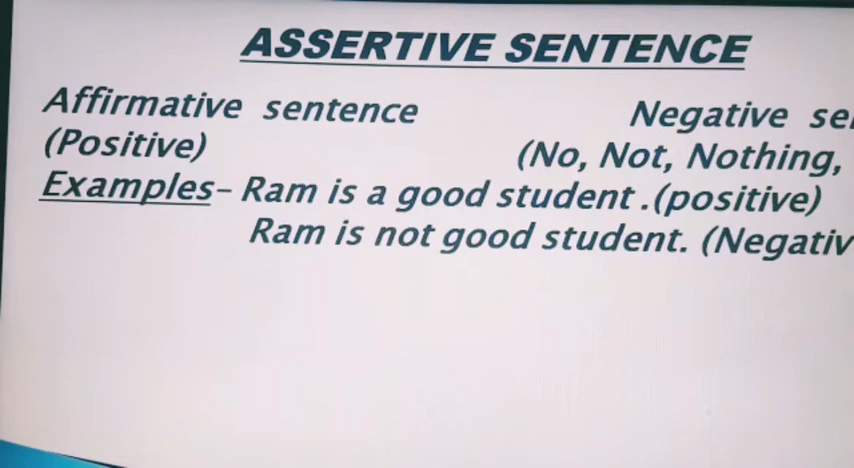 ASSERTIVE SENTENCE
Affirmative sentence Negative
(Positive) (No, Not, Nothing,
Examples– Ram is a good student .(positive)
Ram is not good student. (Negativ